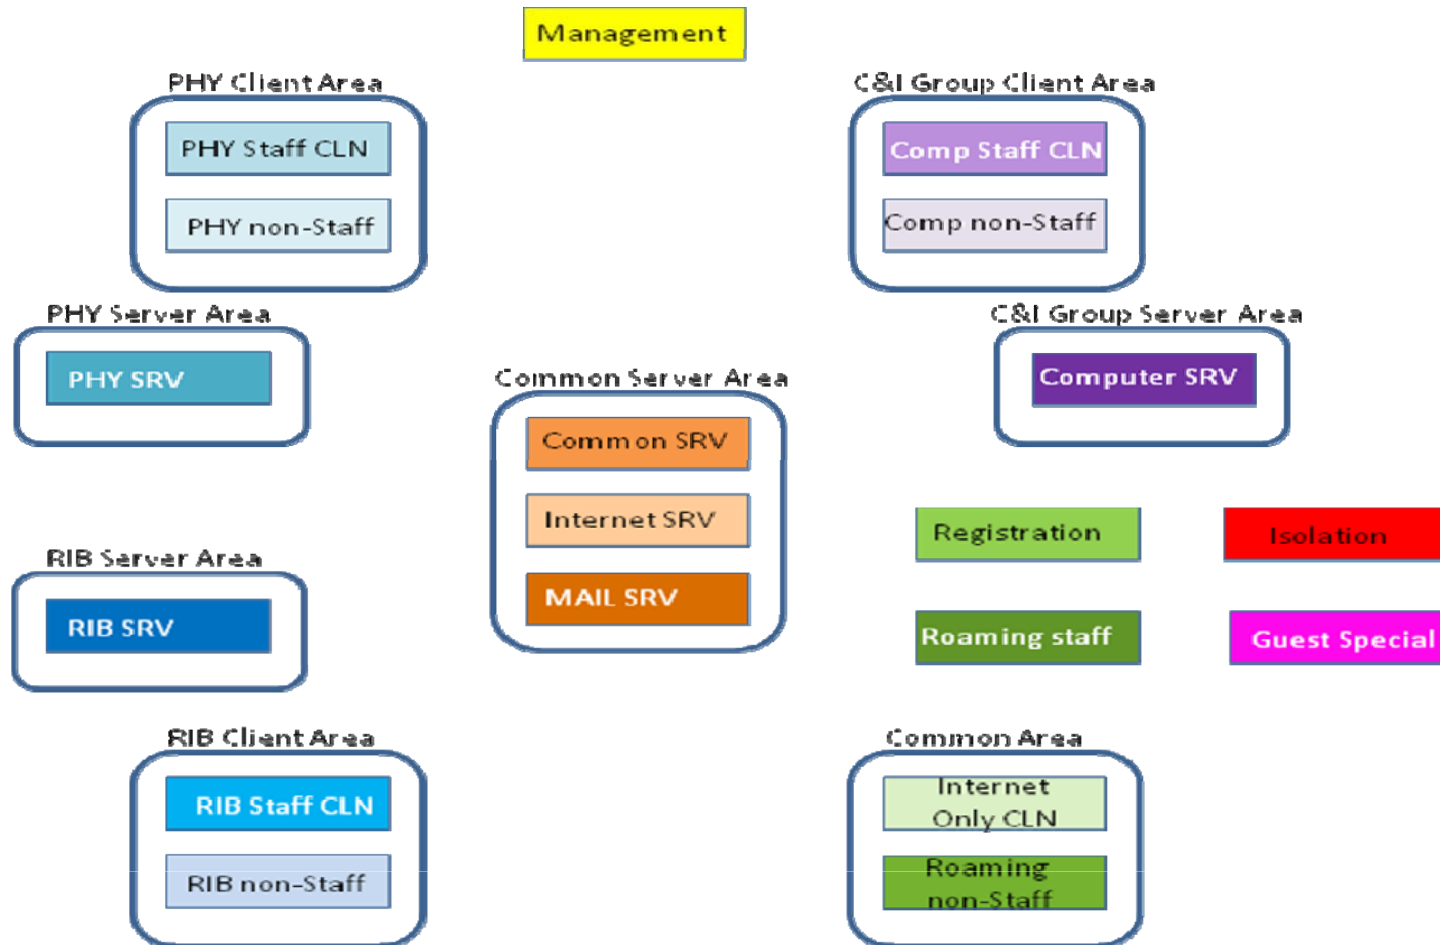 Management
PHY Client Area
PHY Staff CLN
PHY non-Staff
C&I Group Client Area
Comp Staff CLN
Comp non-Staff
PHY Server Area
PHY SRV
C&I Group Server Area
Computer SRV
Common Server Area
Common SRV
Internet SRV
MAIL SRV
Registration
Isolation
RIB Server Area
RIB SRV
Roaming staff
Guest Special
RIB Client Area
RIB Staff CLN
RIB non-Staff
Common Area
Internet
Only CLN
Roaming
non-Staff